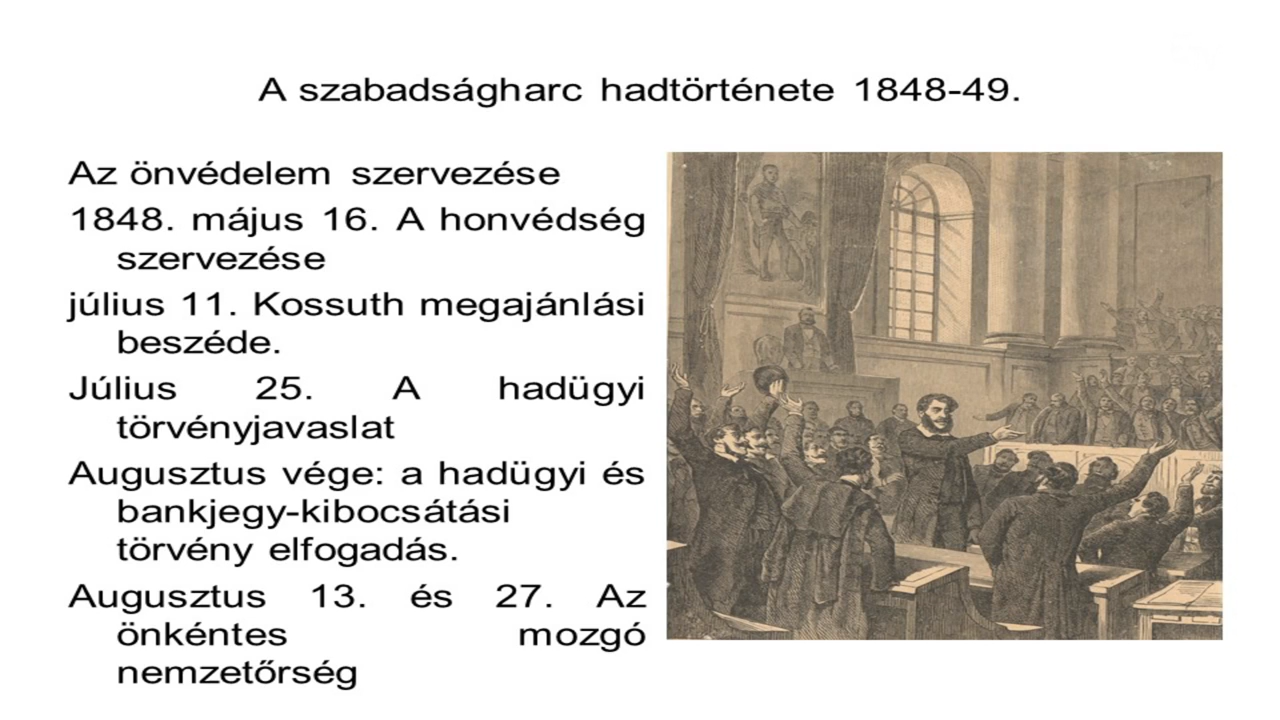 A szabadságharc hadtörténete 1848-49.
Az önvédelem szervezése
1848. május 16. A honvédség
szervezése
július 11. Kossuth megajánlási
beszéde.
Július 25. A hadügyi
törvényjavaslat
Augusztus vége: a hadügyi és
bankjegy-kibocsátási
törvény elfogadás.
Augusztus 13. és 27. Az
önkéntes mozgó
nemzetőrség